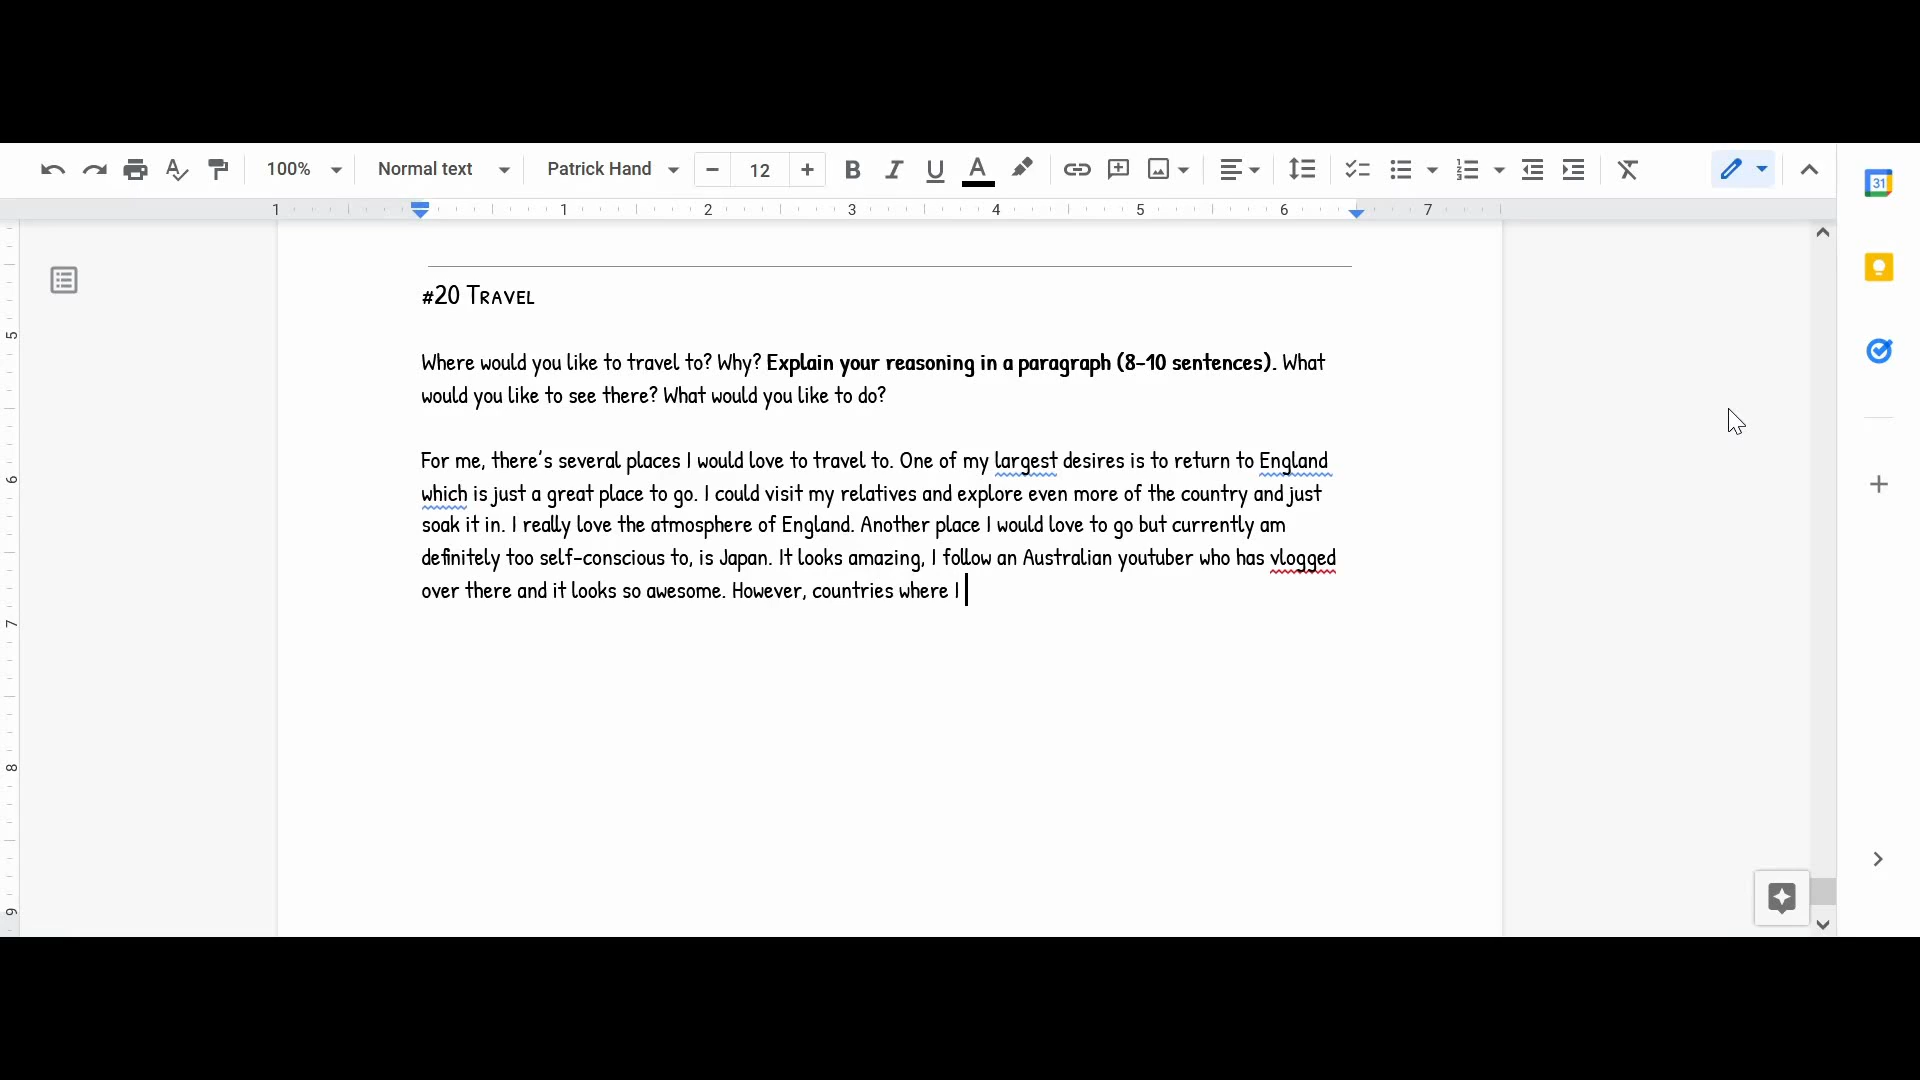 100% Normal text Patrick Hand - 12 + B I U A
31
1 1 2 3 4 5 6 7
#20 Travel
Where would you like to travel to? Why? Explain your reasoning in a paragraph (8-10 sentences). What
would you like to see there? What would you like to do?
For me, there's several places I would love to travel to. One of my largest desires is to return to England
which is just a great place to go. I could visit my relatives and explore even more of the country and just
soak it in. I really love the atmosphere of England. Another place I would love to go but currently am
definitely too self-conscious to, is Japan. It looks amazing, I follow an Australian youtuber who has vlogged
over there and it looks so awesome. However, countries where I
5
6
7
8
9